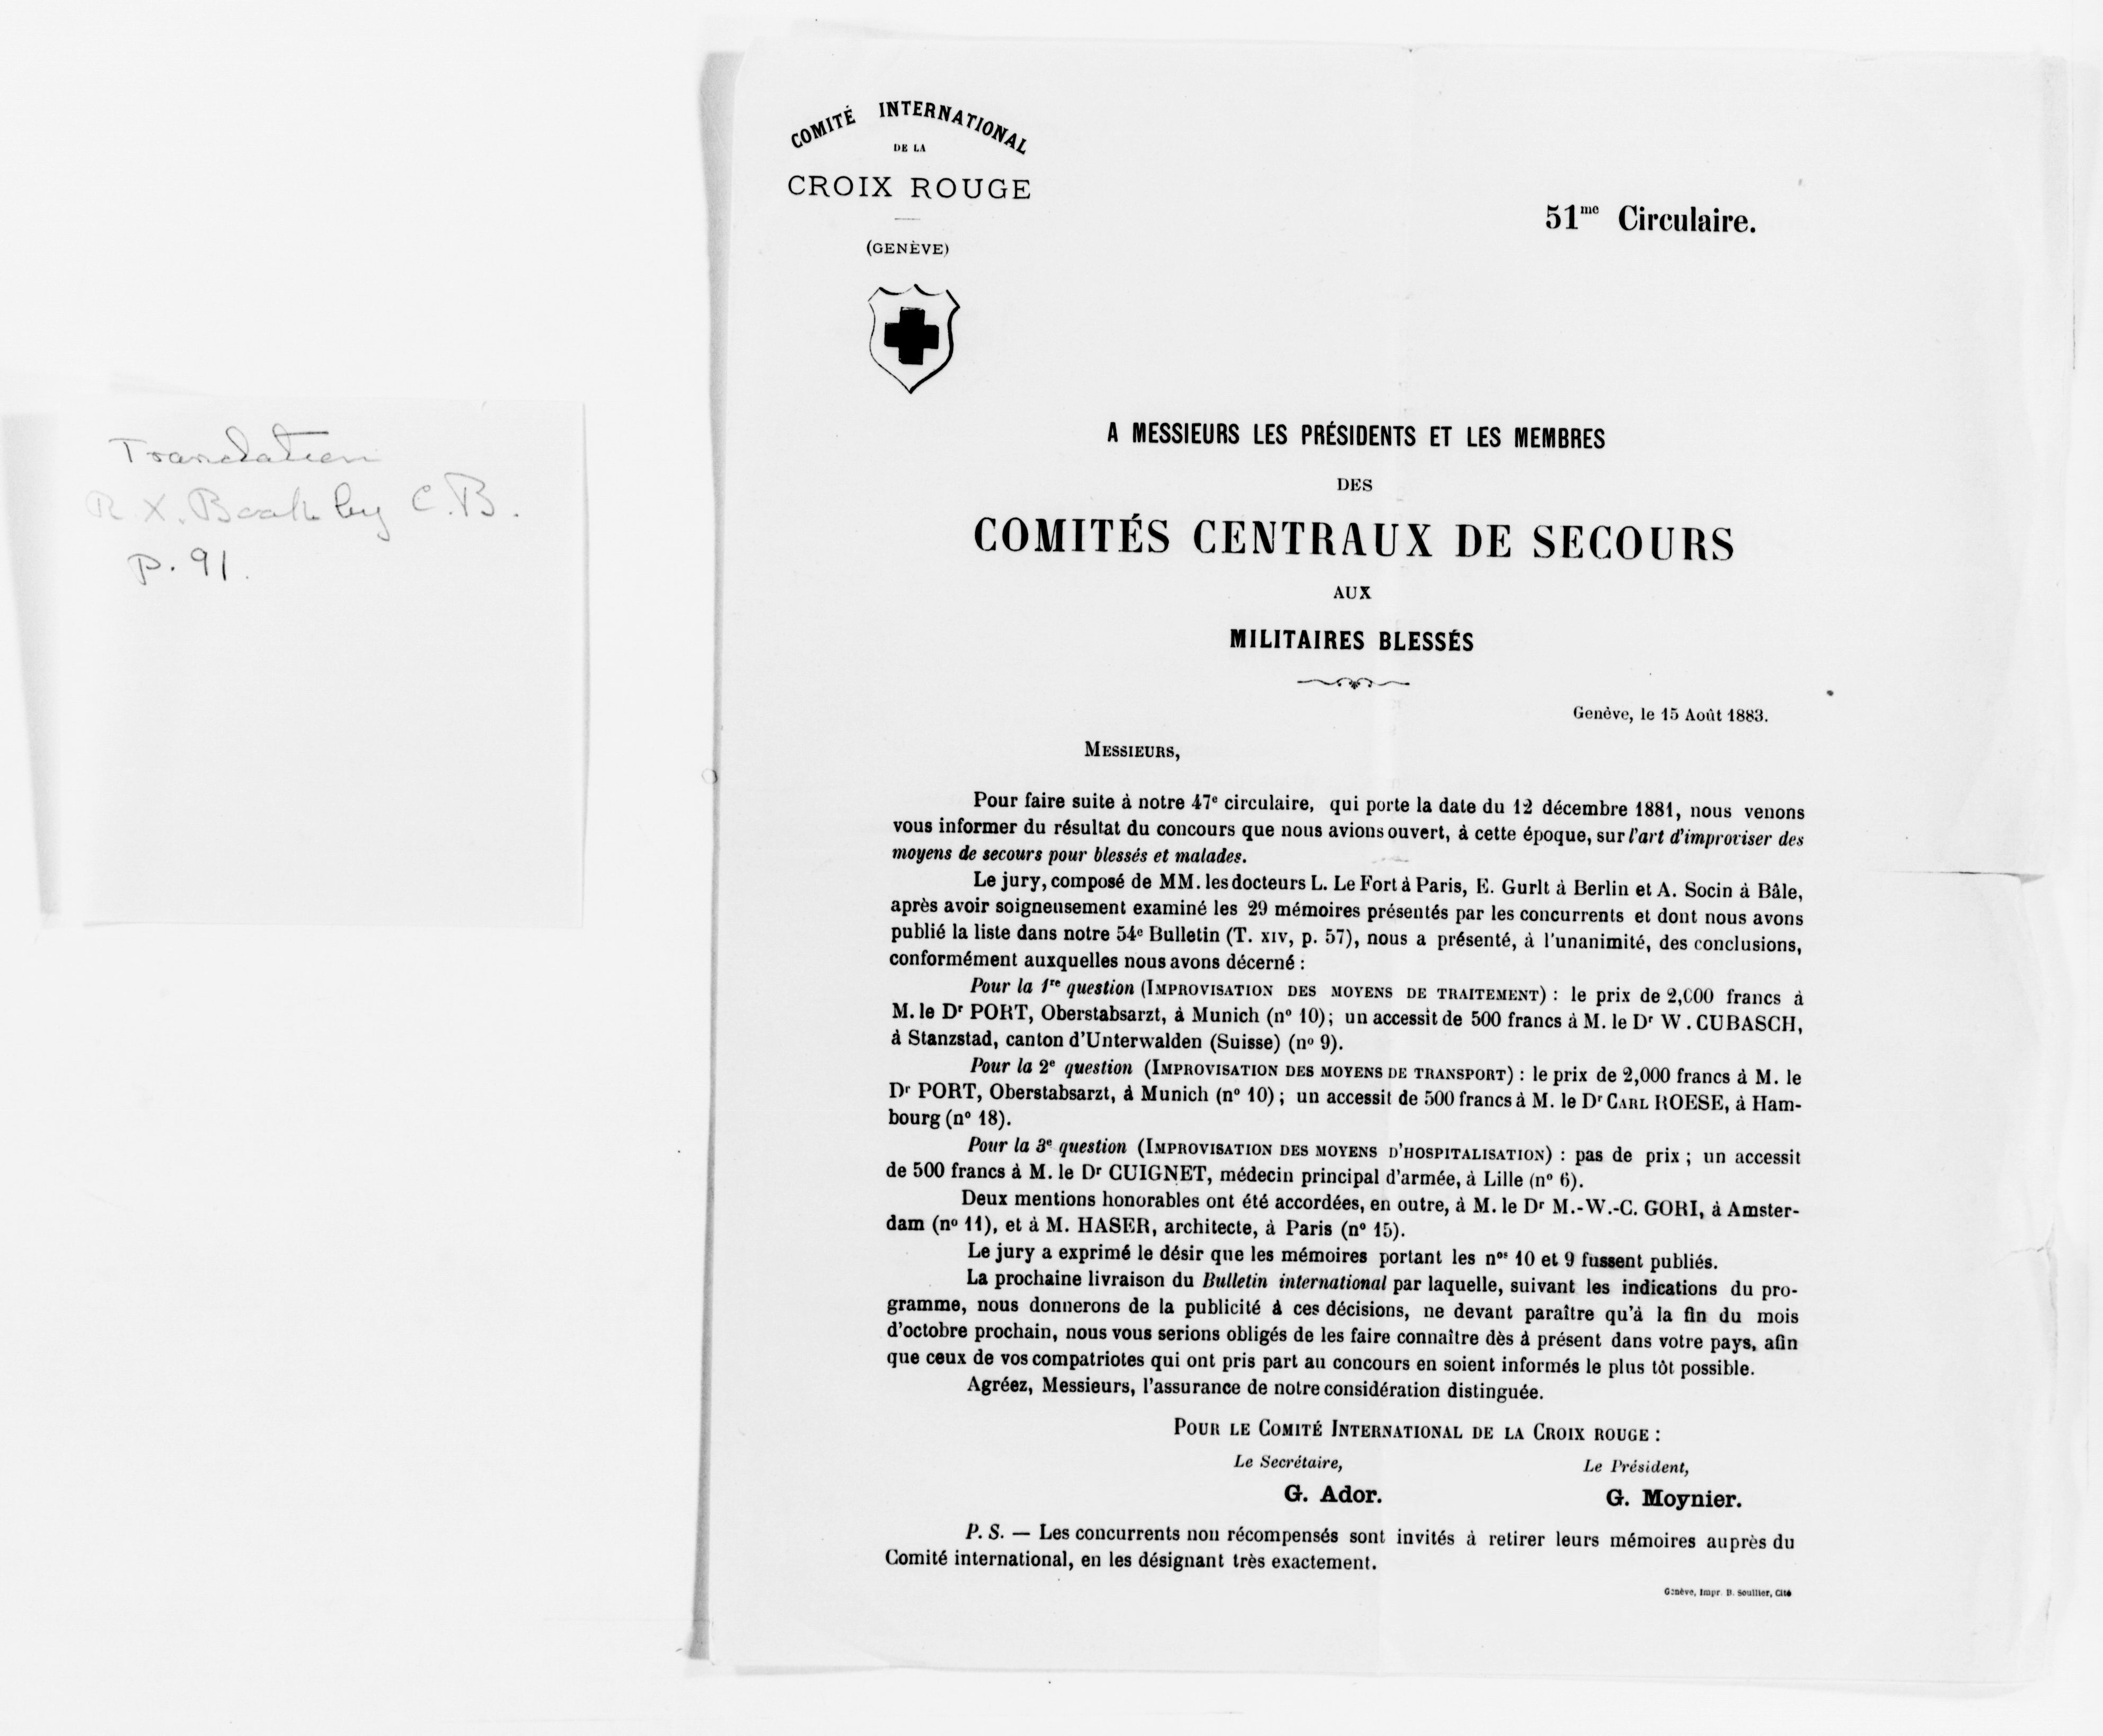 Translation
R. X. Book by C. B.
p. 91.
COMITÉ INTERNATIONAL
DE LA
CROIX ROUGE
(GENÈVE)
51me Circulaire.
A MESSIEURS LES PRÉSIDENTS ET LES MEMBRES
DES
COMITÉS CENTRAUX DE SECOURS
AUX
MILITAIRES BLESSÉS
Genève, le 15 Août 1883.
MESSIEURS,
Pour faire suite à notre 47e circulaire, qui porte la date du 12 décembre 1881, nous venons
vous informer du résultat du concours que nous avions ouvert, à cette époque, sur l'art d'improviser des
moyens de secours pour blessés et malades.
Le jury, composé de MM. les docteurs L. Le Fort à Paris, E. Gurlt à Berlin et A. Socin à Bâle,
après avoir soigneusement examiné les 29 mémoires présentés par les concurrents et dont nous avons
publié la liste dans notre 54e Bulletin (T. XIV, p. 57), nous a présenté, à l'unanimité, des conclusions,
conformément auxquelles nous avons décerné :
Pour la 1re question (IMPROVISATION DES MOYENS DE TRAITEMENT) : le prix de 2,000 francs à
M. le Dr PORT, Oberstabsarzt, à Munich (no 10); un accessit de 500 francs à M. le Dr W. CUBASCH,
à Stanzstad, canton d'Unterwalden (Suisse) (no 9).
Pour la 2e question (IMPROVISATION DES MOYENS DE TRANSPORT) : le prix de 2,000 francs à M. le
Dr PORT, Oberstabsarzt, à Munich (no 10) ; un accessit de 500 francs à M. le Dr CARL ROESE, à Ham-
bourg (no 18).
Pour la 3e question (IMPROVISATION DES MOYENS D'HOSPITALISATION) : pas de prix ; un accessit
de 500 francs à M. le Dr CUIGNET, médecin principal d'armée, à Lille (no 6).
Deux mentions honorables ont été accordées, en outre, à M. le Dr M.-W.-C. GORI, à Amster-
dam (no 11), et à M. HASER, architecte, à Paris (no 15).
Le jury a exprimé le désir que les mémoires portant les nos 10 et 9 fussent publiés.
La prochaine livraison du Bulletin international par laquelle, suivant les indications du pro-
gramme, nous donnerons de la publicité à ces décisions, ne devant paraître qu'à la fin du mois
d'octobre prochain, nous vous serions obligés de les faire connaître dès à présent dans votre pays, afin
que ceux de vos compatriotes qui ont pris part au concours en soient informés le plus tôt possible.
Agréez, Messieurs, l'assurance de notre considération distinguée.
POUR LE COMITÉ INTERNATIONAL DE LA CROIX ROUGE :
Le Secrétaire, Le Président,
G. Ador. G. Moynier.
P. S. — Les concurrents non récompensés sont invités à retirer leurs mémoires auprès du
Comité international, en les désignant très exactement.
Genève, Impr. B. Soullier, Cité